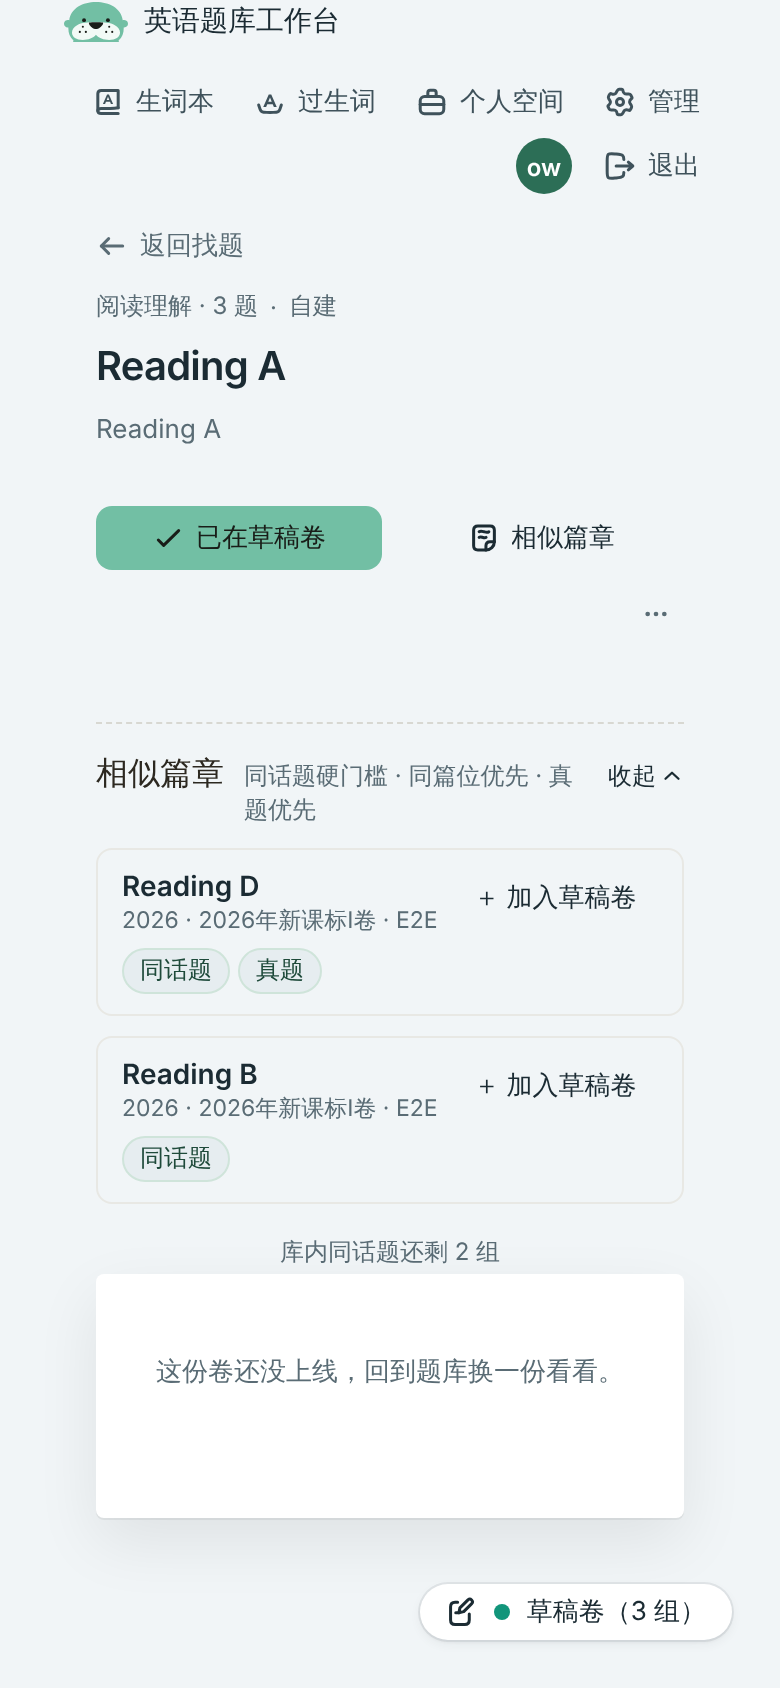 英语题库工作台
生词本 过生词 个人空间 管理
ow 退出
返回找题
阅读理解 · 3 题 · 自建
Reading A
Reading A
已在草稿卷 相似篇章
...
相似篇章 同话题硬门槛 · 同篇位优先 · 真 收起
题优先
Reading D
+ 加入草稿卷
2026 · 2026年新课标I卷 · E2E
同话题 真题
Reading B
+ 加入草稿卷
2026 · 2026年新课标I卷 · E2E
同话题
库内同话题还剩 2 组
这份卷还没上线，回到题库换一份看看。
草稿卷（3 组）